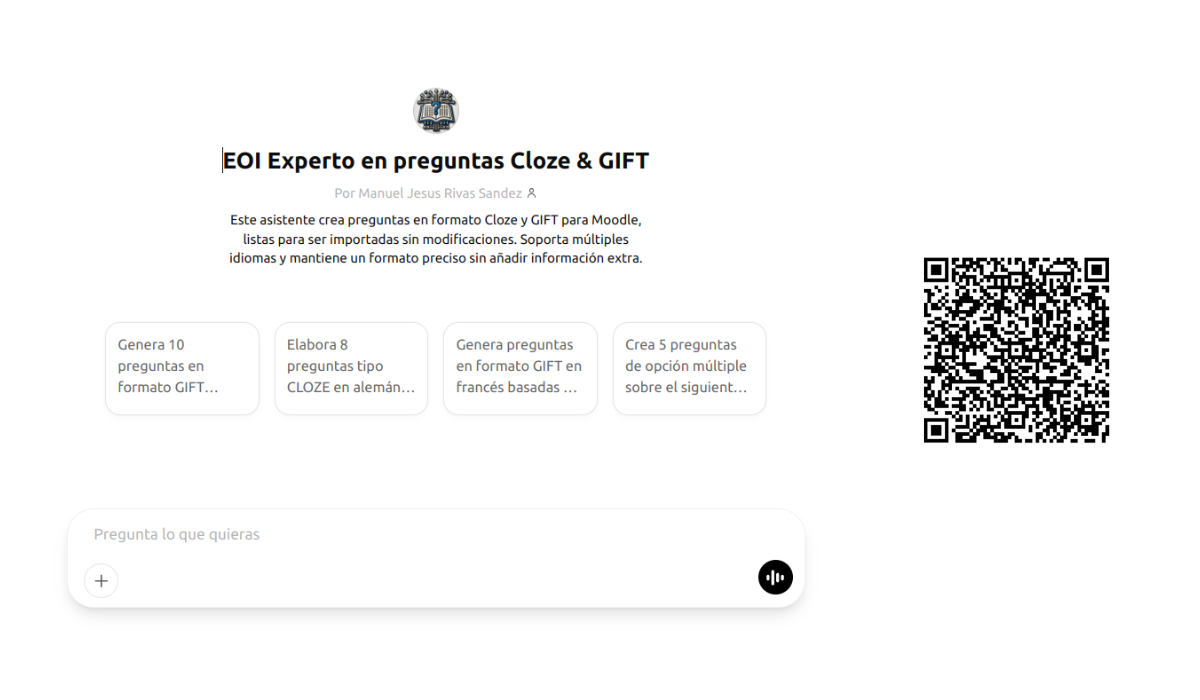 EOI Experto en preguntas Cloze & GIFT
Por Manuel Jesus Rivas Sandez
Este asistente crea preguntas en formato Cloze y GIFT para Moodle,
listas para ser importadas sin modificaciones. Soporta múltiples
idiomas y mantiene un formato preciso sin añadir información extra.
Genera 10
preguntas en
formato GIFT…
Elabora 8
preguntas tipo
CLOZE en alemán…
Genera preguntas
en formato GIFT en
francés basadas …
Crea 5 preguntas
de opción múltiple
sobre el siguient…
Pregunta lo que quieras